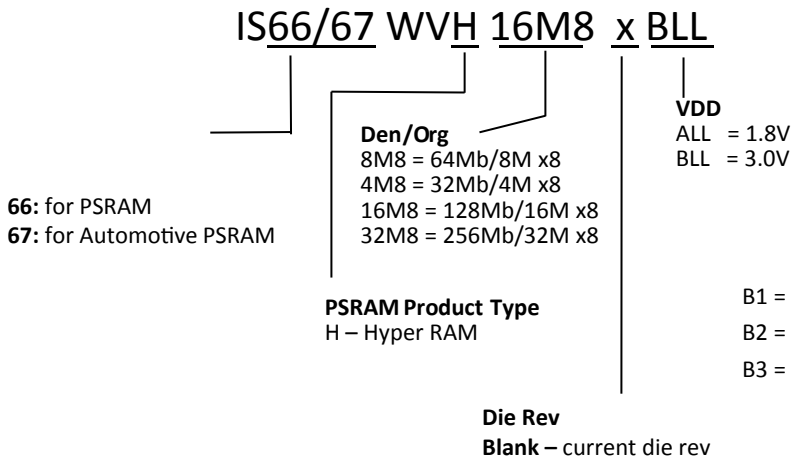 IS66/67 WVH 16M8 x BLL
VDD
ALL = 1.8V
BLL = 3.0V
Den/Org
8M8 = 64Mb/8M x8
4M8 = 32Mb/4M x8
16M8 = 128Mb/16M x8
32M8 = 256Mb/32M x8
66: for PSRAM
67: for Automotive PSRAM
PSRAM Product Type
H – Hyper RAM
B1 =
B2 =
B3 =
Die Rev
Blank – current die rev